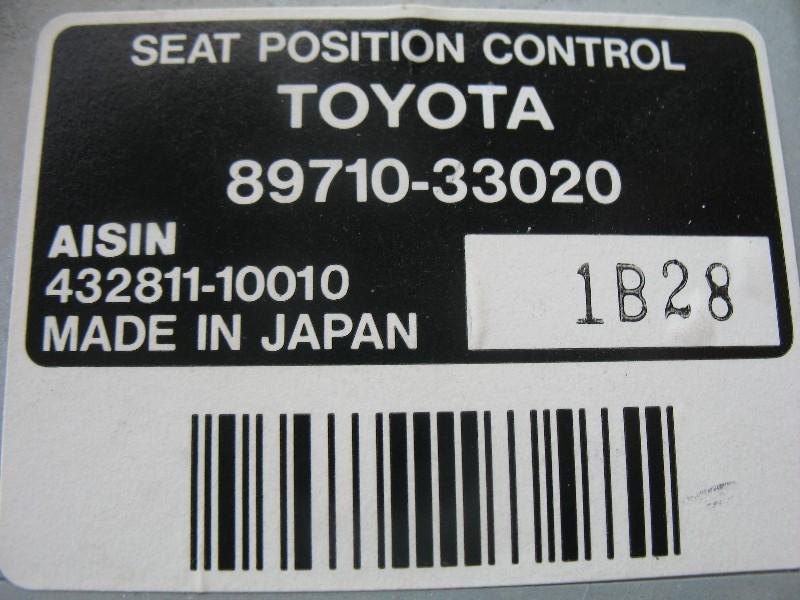 SEAT POSITION CONTROL
TOYOTA
89710-33020
AISIN
432811-10010
MADE IN JAPAN
1B28